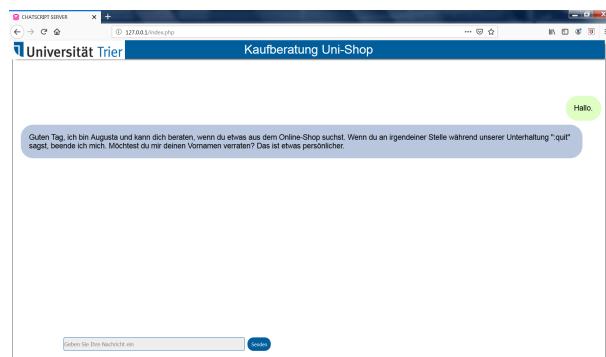 CHATSCRIPT SERVER
127.0.0.1/index.php
Universität Trier
Kaufberatung Uni-Shop
Hallo.
Guten Tag, ich bin Augusta und kann dich beraten, wenn du etwas aus dem Online-Shop suchst. Wenn du an irgendeiner Stelle während unserer Unterhaltung ":quit"
sagst, beende ich mich. Möchtest du mir deinen Vornamen verraten? Das ist etwas persönlicher.
Geben Sie Ihre Nachricht ein
Senden